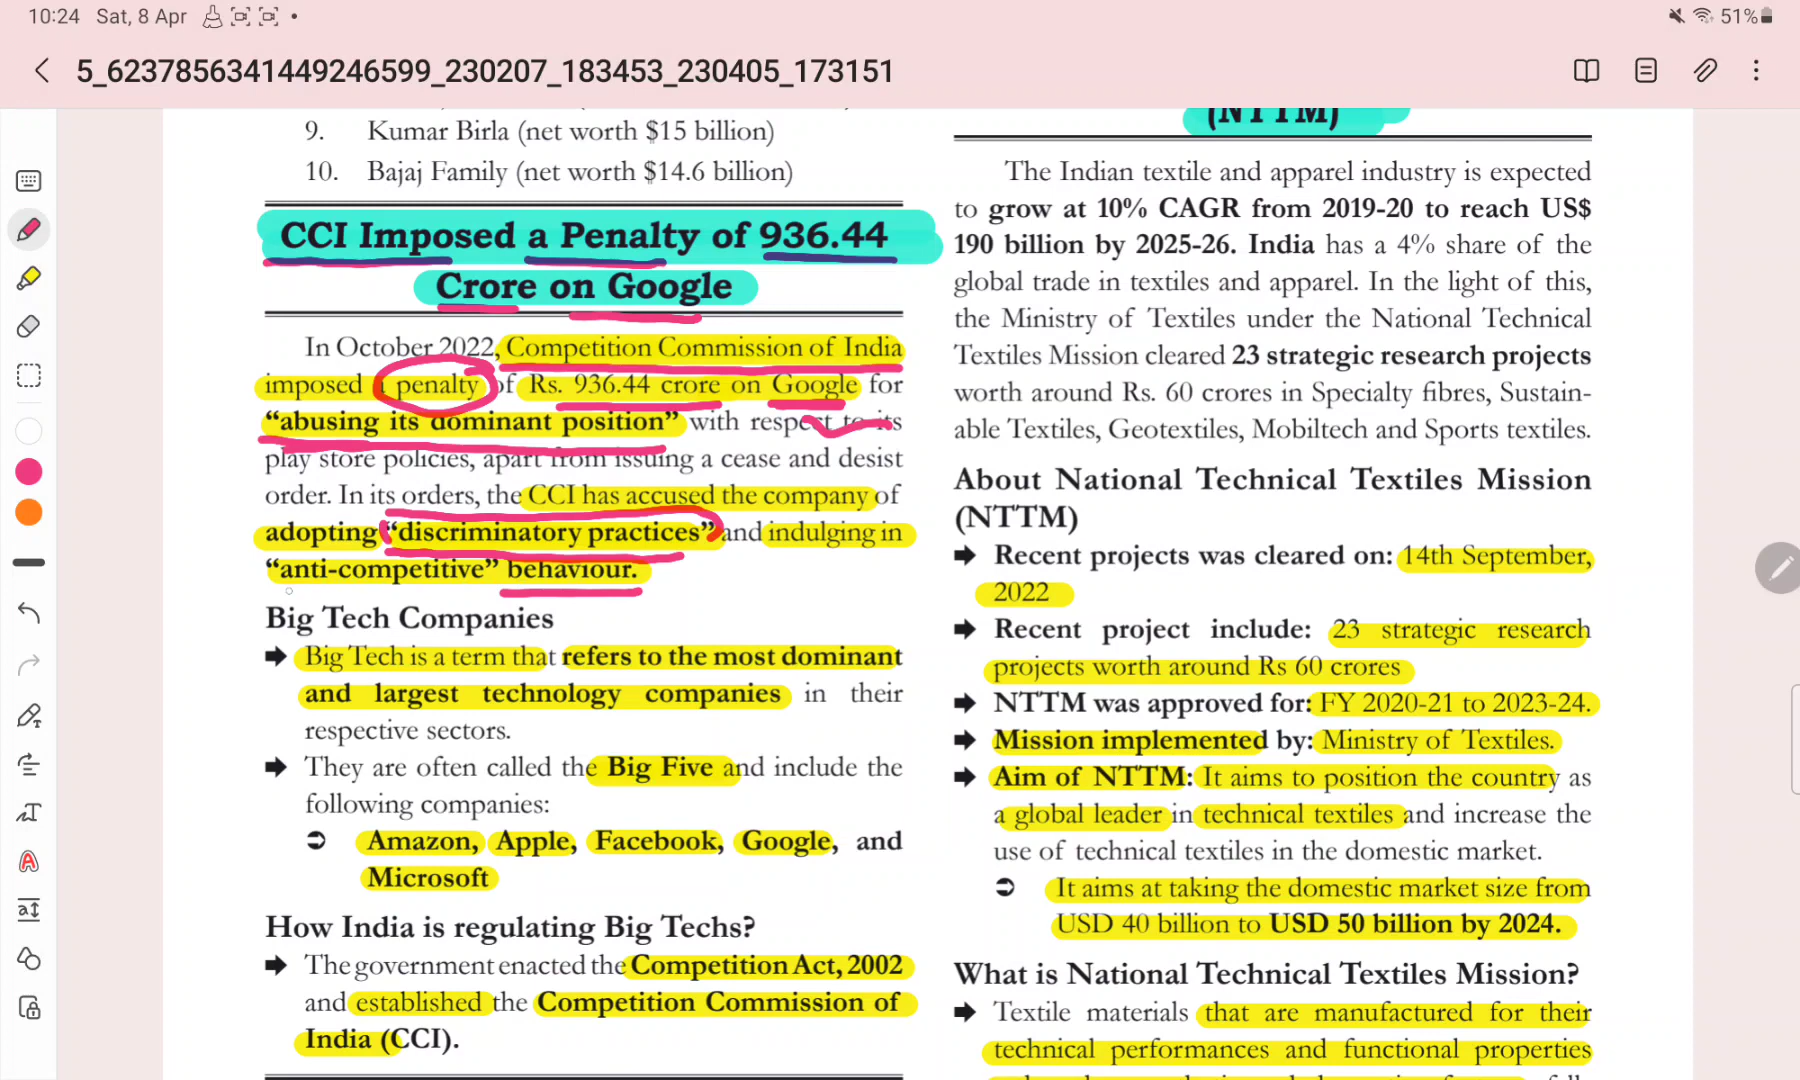 10:24 Sat, 8 Apr
51%
5_6237856341449246599_230207_183453_230405_173151
9. Kumar Birla (net worth $15 billion)
10. Bajaj Family (net worth $14.6 billion)
CCI Imposed a Penalty of 936.44
Crore on Google
In October 2022, Competition Commission of India
imposed a penalty of Rs. 936.44 crore on Google for
“abusing its dominant position” with respect to its
play store policies, apart from issuing a cease and desist
order. In its orders, the CCI has accused the company of
adopting “discriminatory practices” and indulging in
“anti-competitive” behaviour.
Big Tech Companies
➡ Big Tech is a term that refers to the most dominant
and largest technology companies in their
respective sectors.
➡ They are often called the Big Five and include the
following companies:
➲ Amazon, Apple, Facebook, Google, and
Microsoft
How India is regulating Big Techs?
➡ The government enacted the Competition Act, 2002
and established the Competition Commission of
India (CCI).
(NTTM)
The Indian textile and apparel industry is expected
to grow at 10% CAGR from 2019-20 to reach US$
190 billion by 2025-26. India has a 4% share of the
global trade in textiles and apparel. In the light of this,
the Ministry of Textiles under the National Technical
Textiles Mission cleared 23 strategic research projects
worth around Rs. 60 crores in Specialty fibres, Sustain-
able Textiles, Geotextiles, Mobiltech and Sports textiles.
About National Technical Textiles Mission
(NTTM)
➡ Recent projects was cleared on: 14th September,
2022
➡ Recent project include: 23 strategic research
projects worth around Rs 60 crores
➡ NTTM was approved for: FY 2020-21 to 2023-24.
➡ Mission implemented by: Ministry of Textiles.
➡ Aim of NTTM: It aims to position the country as
a global leader in technical textiles and increase the
use of technical textiles in the domestic market.
➲ It aims at taking the domestic market size from
USD 40 billion to USD 50 billion by 2024.
What is National Technical Textiles Mission?
➡ Textile materials that are manufactured for their
technical performances and functional properties